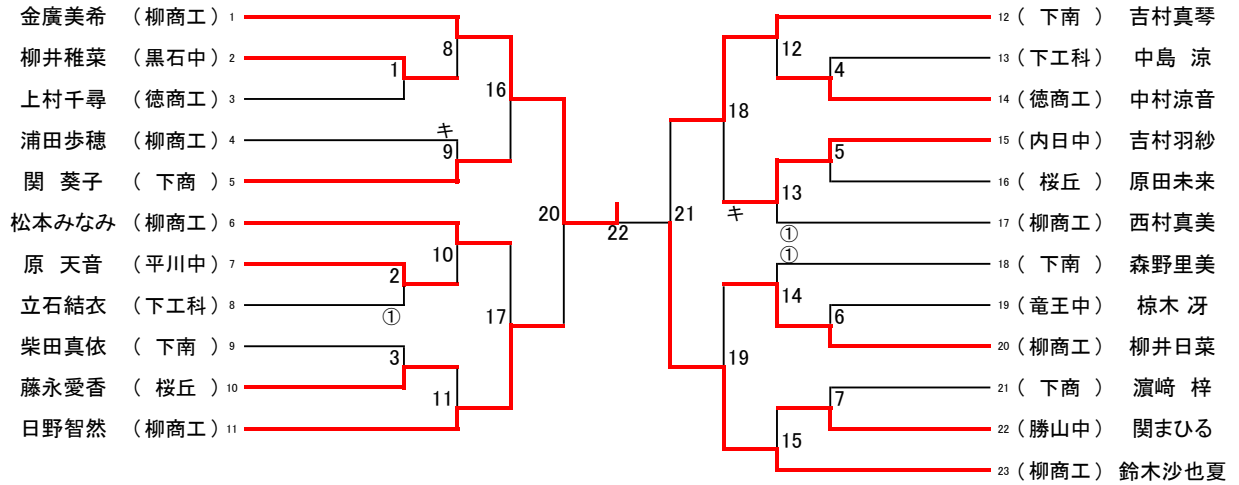 金廣美希 (柳商工) 1
柳井稚菜 (黒石中) 2
上村千尋 (徳商工) 3
浦田歩穂 (柳商工) 4
関 葵子 ( 下商 ) 5
松本みなみ (柳商工) 6
原 天音 (平川中) 7
立石結衣 (下工科) 8
柴田真依 ( 下南 ) 9
藤永愛香 ( 桜丘 ) 10
日野智然 (柳商工) 11
8
1
16
キ
9
20
10
2
①
17
3
11
22
12
4
18
5
13
キ
①
①
21
14
6
19
7
15
12 ( 下南 ) 吉村真琴
13 (下工科) 中島 涼
14 (徳商工) 中村涼音
15 (内日中) 吉村羽紗
16 ( 桜丘 ) 原田未来
17 (柳商工) 西村真美
18 ( 下南 ) 森野里美
19 (竜王中) 椋木 冴
20 (柳商工) 柳井日菜
21 ( 下商 ) 濵﨑 梓
22 (勝山中) 関まひる
23 (柳商工) 鈴木沙也夏